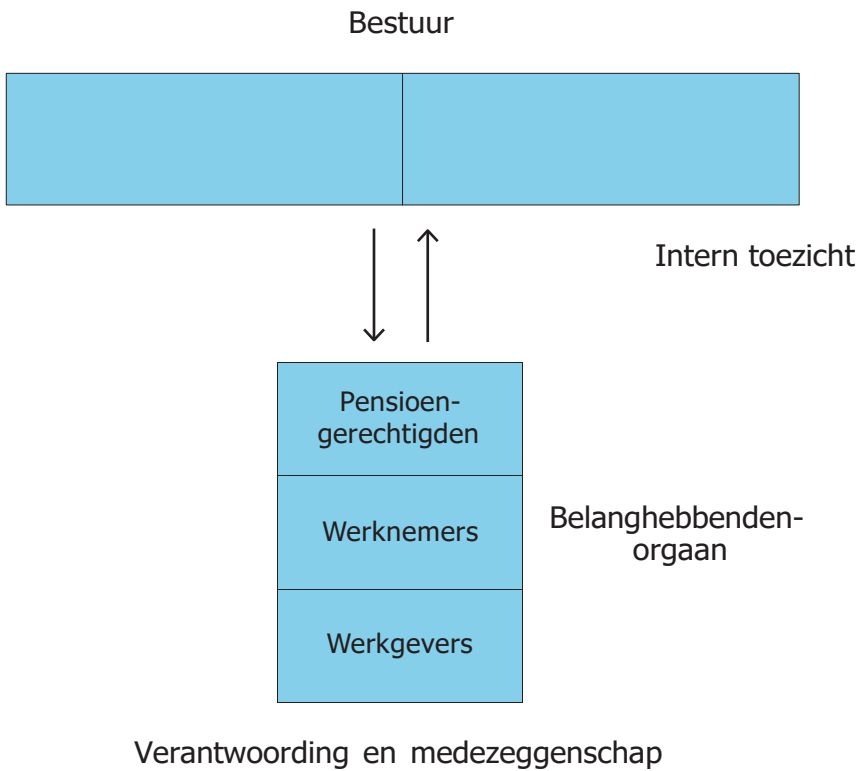 Bestuur
Intern toezicht
Pensioen-
gerechtigden
Werknemers
Belanghebbenden-
orgaan
Werkgevers
Verantwoording en medezeggenschap